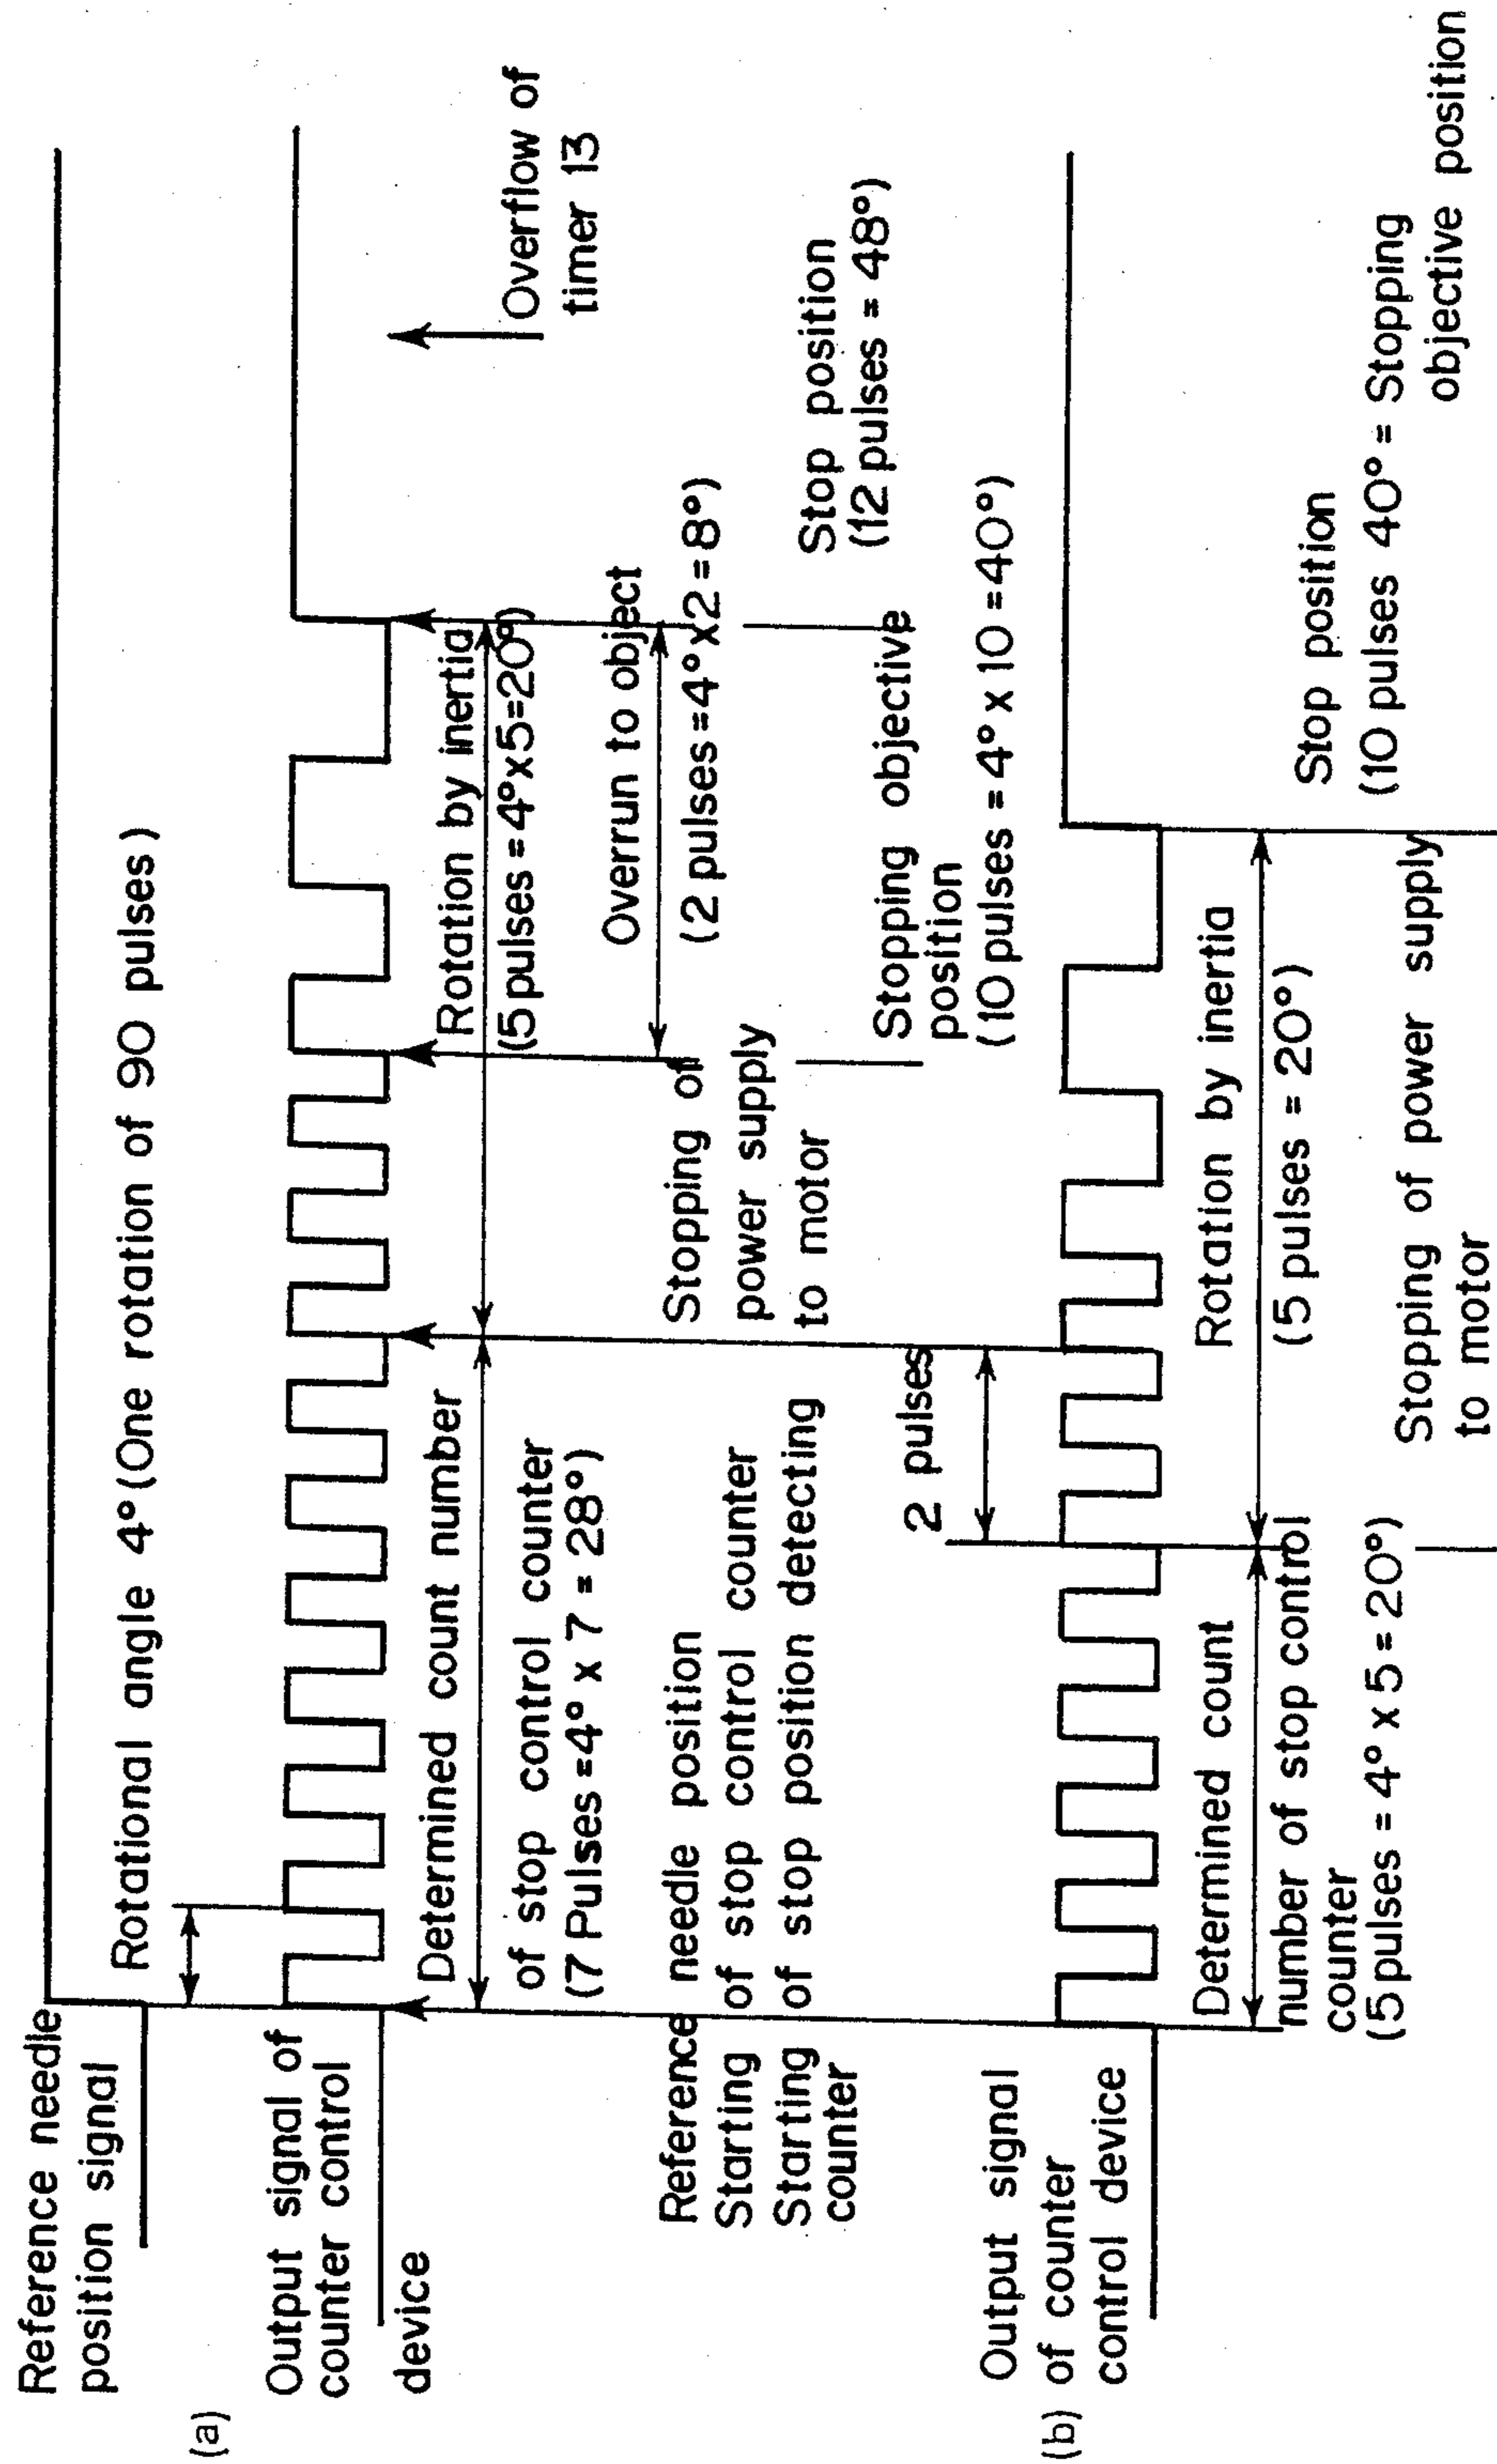 Reference needle
position signal
Rotational angle 4° (One rotation of 90 pulses)
(a)
Output signal of
counter control
device
Determined count number
of stop control counter
(7 Pulses = 4° x 7 = 28°)
Rotation by inertia
(5 pulses = 4° x 5 = 20°)
Overrun to object
(2 pulses = 4° x 2 = 8°)
Overflow of
timer 13
Stopping of
power supply
to motor
Stop position
(12 pulses = 48°)
Stopping objective
position
(10 pulses = 4° x 10 = 40°)
Reference needle position
Starting of stop control counter
Starting of stop position detecting
counter
2 pulses
(b)
Output signal
of counter
control device
Determined count
number of stop control
counter
(5 pulses = 4° x 5 = 20°)
Rotation by inertia
(5 pulses = 20°)
Stopping of power supply
to motor
Stop position
(10 pulses 40° = Stopping
objective position